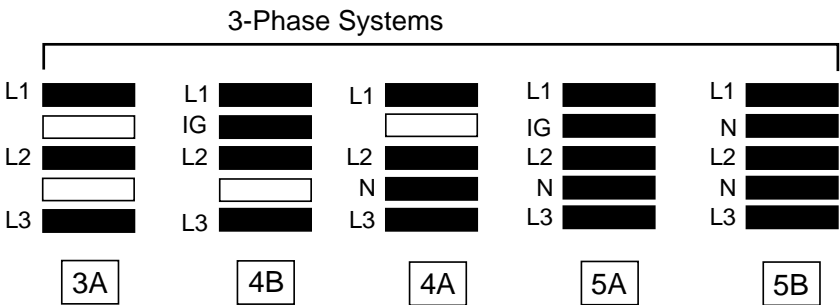 3-Phase Systems
L1 L1 L1 L1 L1
IG IG N
L2 L2 L2 L2 L2
N N N
L3 L3 L3 L3 L3
3A 4B 4A 5A 5B